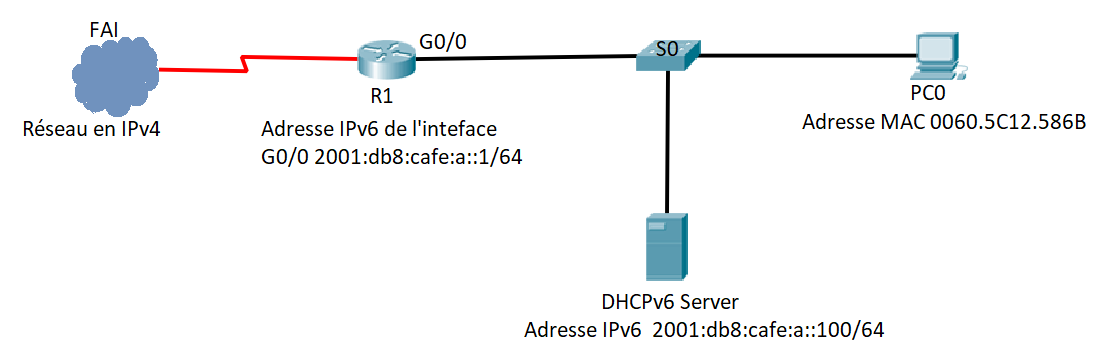 FAI
Réseau en IPv4
G0/0
R1
Adresse IPv6 de l'inteface
G0/0 2001:db8:cafe:a::1/64
S0
PC0
Adresse MAC 0060.5C12.586B
DHCPv6 Server
Adresse IPv6 2001:db8:cafe:a::100/64